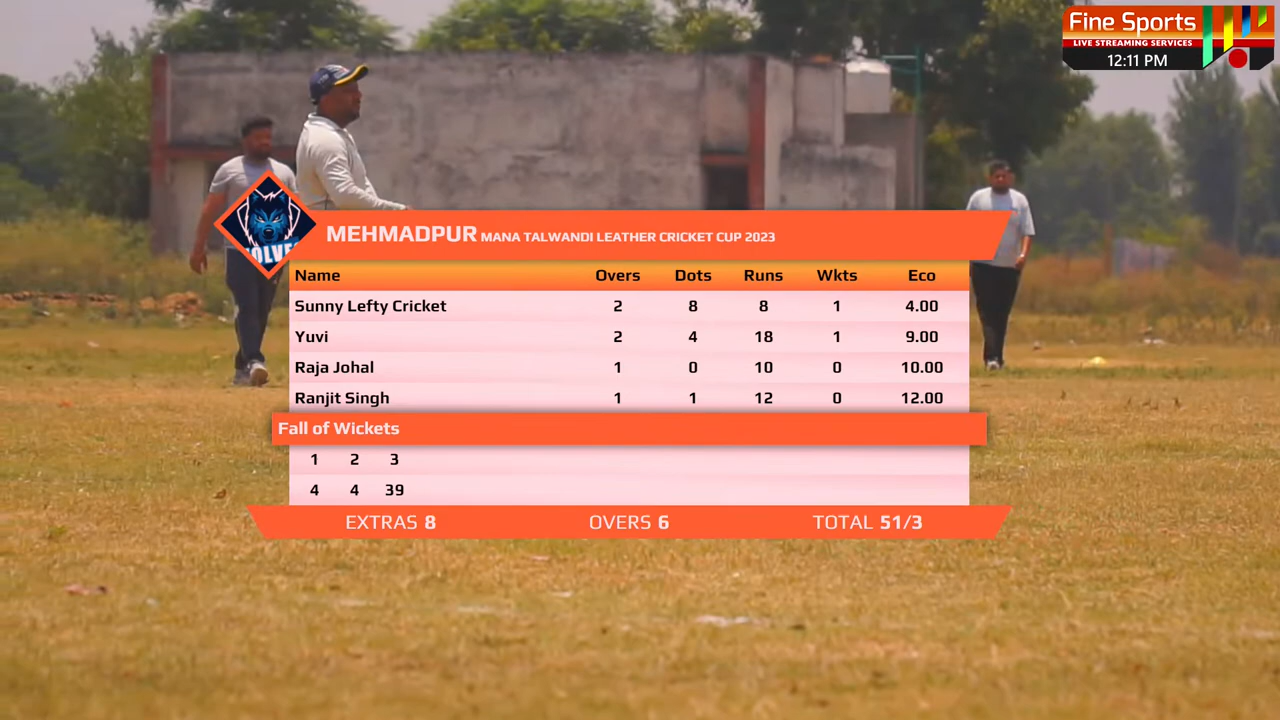 Fine Sports
LIVE STREAMING SERVICES
12:11 PM
MEHMADPUR MANA TALWANDI LEATHER CRICKET CUP 2023
Name Overs Dots Runs Wkts Eco
Sunny Lefty Cricket 2 8 8 1 4.00
Yuvi 2 4 18 1 9.00
Raja Johal 1 0 10 0 10.00
Ranjit Singh 1 1 12 0 12.00
Fall of Wickets
1 2 3
4 4 39
EXTRAS 8 OVERS 6 TOTAL 51/3